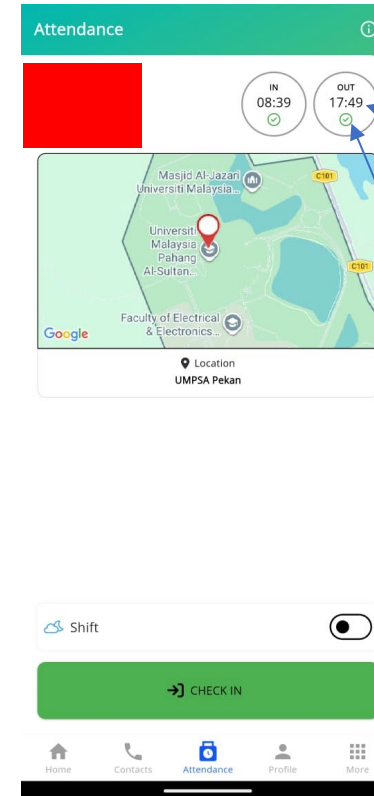 Attendance
IN
08:39
OUT
17:49
Masjid Al-Jazari
Universiti Malaysia...
C101
Universiti
Malaysia
Pahang
Al-Sultan...
C101
Faculty of Electrical
& Electronics...
Google
Location
UMPSA Pekan
Shift
CHECK IN
Home
Contacts
Attendance
Profile
More